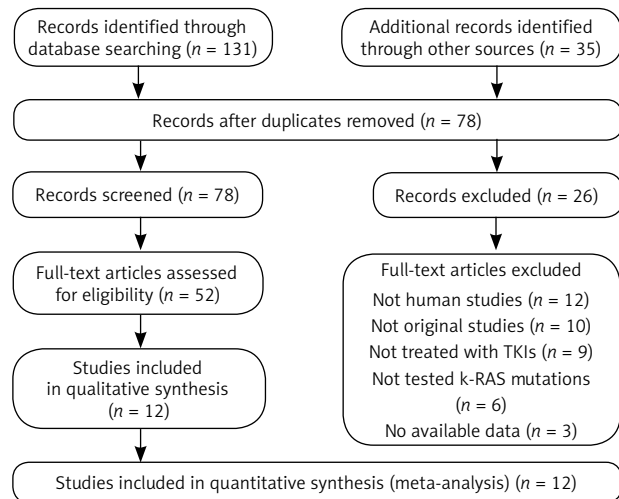 Records identified through
database searching (n = 131)
Additional records identified
through other sources (n = 35)
Records after duplicates removed (n = 78)
Records screened (n = 78)
Records excluded (n = 26)
Full-text articles assessed
for eligibility (n = 52)
Full-text articles excluded
Not human studies (n = 12)
Not original studies (n = 10)
Not treated with TKIs (n = 9)
Not tested k-RAS mutations
(n = 6)
No available data (n = 3)
Studies included
in qualitative synthesis
(n = 12)
Studies included in quantitative synthesis (meta-analysis) (n = 12)